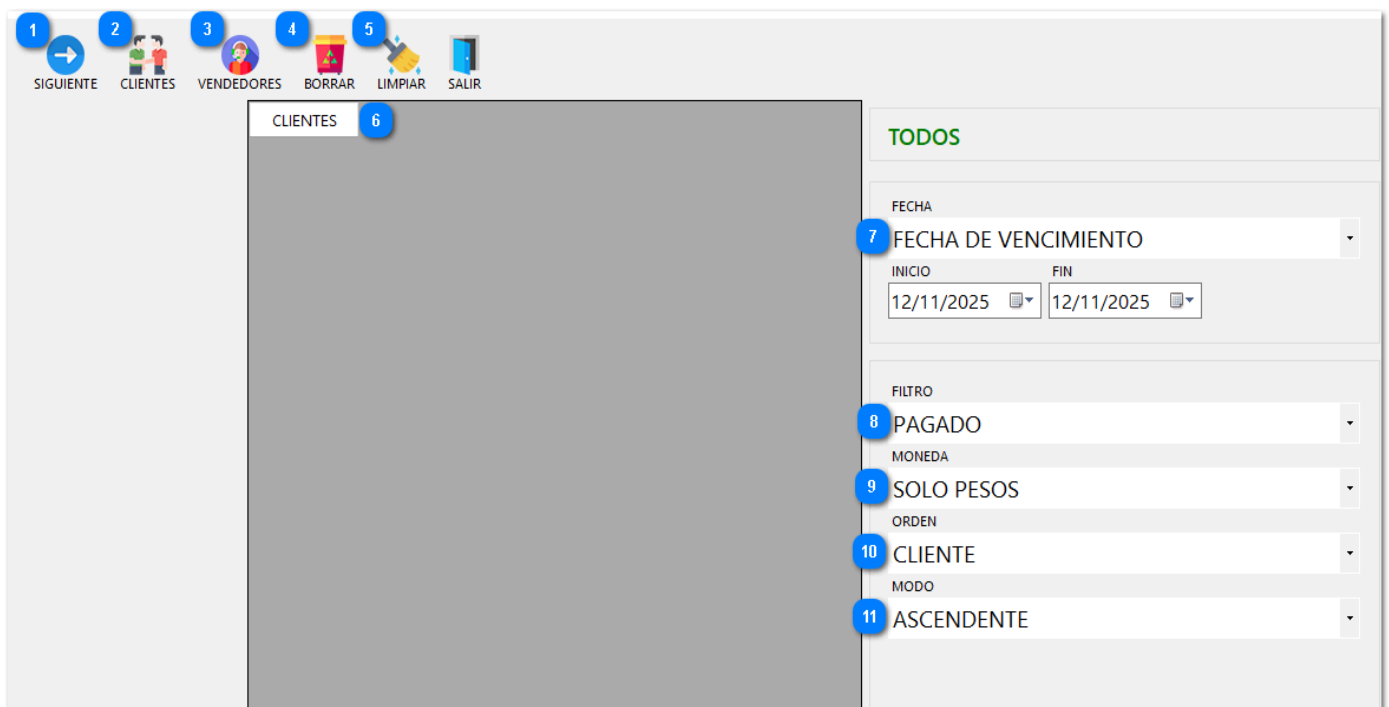 1 2 3 4 5
SIGUIENTE CLIENTES VENDEDORES BORRAR LIMPIAR SALIR
CLIENTES 6
TODOS
FECHA
7 FECHA DE VENCIMIENTO
INICIO FIN
12/11/2025 12/11/2025
FILTRO
8 PAGADO
MONEDA
9 SOLO PESOS
ORDEN
10 CLIENTE
MODO
11 ASCENDENTE